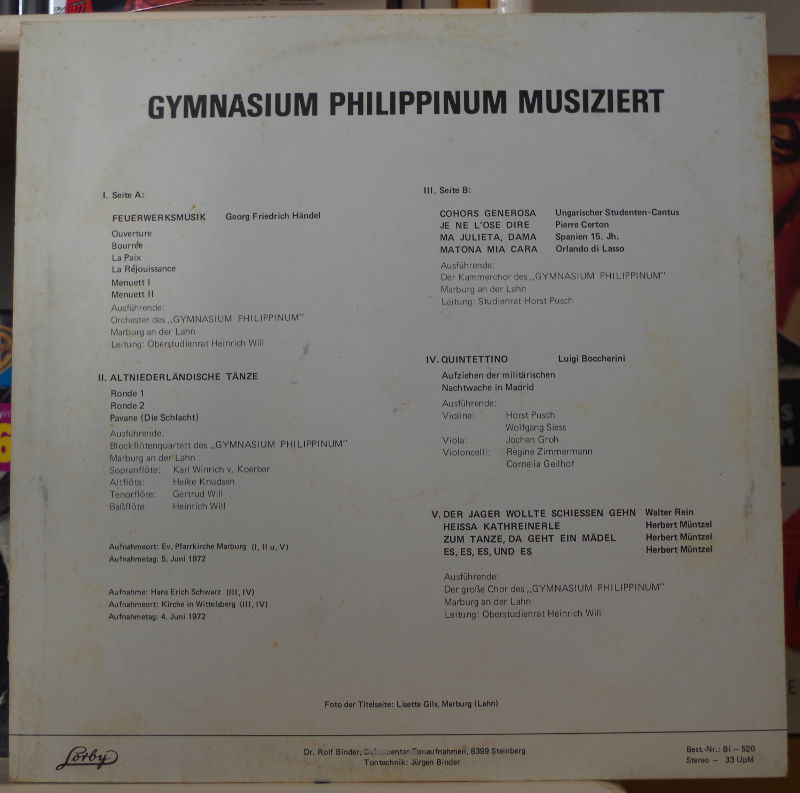 GYMNASIUM PHILIPPINUM MUSIZIERT
I. Seite A:
FEUERWERKSMUSIK Georg Friedrich Händel
Ouverture
Bourrée
La Paix
La Réjouissance
Menuett I
Menuett II
Ausführende:
Orchester des „GYMNASIUM PHILIPPINUM"
Marburg an der Lahn
Leitung: Oberstudienrat Heinrich Will
II. ALTNIEDERLÄNDISCHE TÄNZE
Ronde 1
Ronde 2
Pavane (Die Schlacht)
Ausführende:
Blockflötenquartett des „GYMNASIUM PHILIPPINUM"
Marburg an der Lahn
Sopranflöte: Karl Winrich v. Koerber
Altflöte: Heike Knudsen
Tenorflöte: Gertrud Will
Baßflöte: Heinrich Will
Aufnahmeort: Ev. Pfarrkirche Marburg (I, II u. V)
Aufnahmetag: 5. Juni 1972
Aufnahme: Hans Erich Schwarz (III, IV)
Aufnahmeort: Kirche in Wittelsberg (III, IV)
Aufnahmetag: 4. Juni 1972
III. Seite B:
COHORS GENEROSA Ungarischer Studenten-Cantus
JE NE L'OSE DIRE Pierre Certon
MA JULIETA, DAMA Spanien 15. Jh.
MATONA MIA CARA Orlando di Lasso
Ausführende:
Der Kammerchor des „GYMNASIUM PHILIPPINUM"
Marburg an der Lahn
Leitung: Studienrat Horst Pusch
IV. QUINTETTINO Luigi Boccherini
Aufziehen der militärischen
Nachtwache in Madrid
Ausführende:
Violine: Horst Pusch
Wolfgang Siess
Viola: Jochen Groh
Violoncelli: Regine Zimmermann
Cornelia Geilhof
V. DER JAGER WOLLTE SCHIESSEN GEHN Walter Rein
HEISSA KATHREINERLE Herbert Müntzel
ZUM TANZE, DA GEHT EIN MÄDEL Herbert Müntzel
ES, ES, ES, UND ES Herbert Müntzel
Ausführende:
Der große Chor des „GYMNASIUM PHILIPPINUM"
Marburg an der Lahn
Leitung: Oberstudienrat Heinrich Will
Foto der Titelseite: Lisette Gils, Marburg (Lahn)
Lorby
Dr. Rolf Binder, Dokumentar-Tonaufnahmen, 8399 Steinberg
Tontechnik: Jürgen Binder
Best.-Nr.: Bi – 520
Stereo – 33 UpM